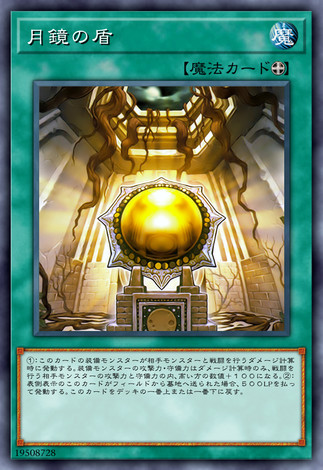 月鏡の盾
魔
【魔法カード】
①:このカードの装備モンスターが相手モンスターと戦闘を行うダメージ計算
時に発動する。装備モンスターの攻撃力・守備力はダメージ計算時のみ、戦闘を
行う相手モンスターの攻撃力と守備力の内、高い方の数値+100になる。②:
表側表示のこのカードがフィールドから墓地へ送られた場合、500LPを払っ
て発動する。このカードをデッキの一番上または一番下に戻す。
19508728